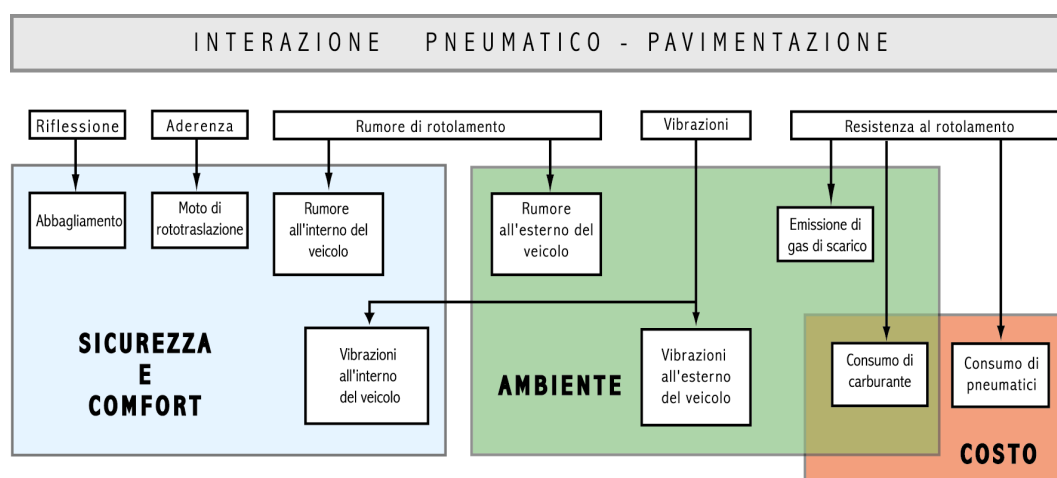 INTERAZIONE PNEUMATICO - PAVIMENTAZIONE
Riflessione
Aderenza
Rumore di rotolamento
Vibrazioni
Resistenza al rotolamento
Abbagliamento
Moto di
rototraslazione
Rumore
all'interno del
veicolo
Rumore
all'esterno del
veicolo
Emissione di
gas di scarico
SICUREZZA
E
COMFORT
Vibrazioni
all'interno
del veicolo
AMBIENTE
Vibrazioni
all'esterno
del veicolo
Consumo di
carburante
Consumo di
pneumatici
COSTO